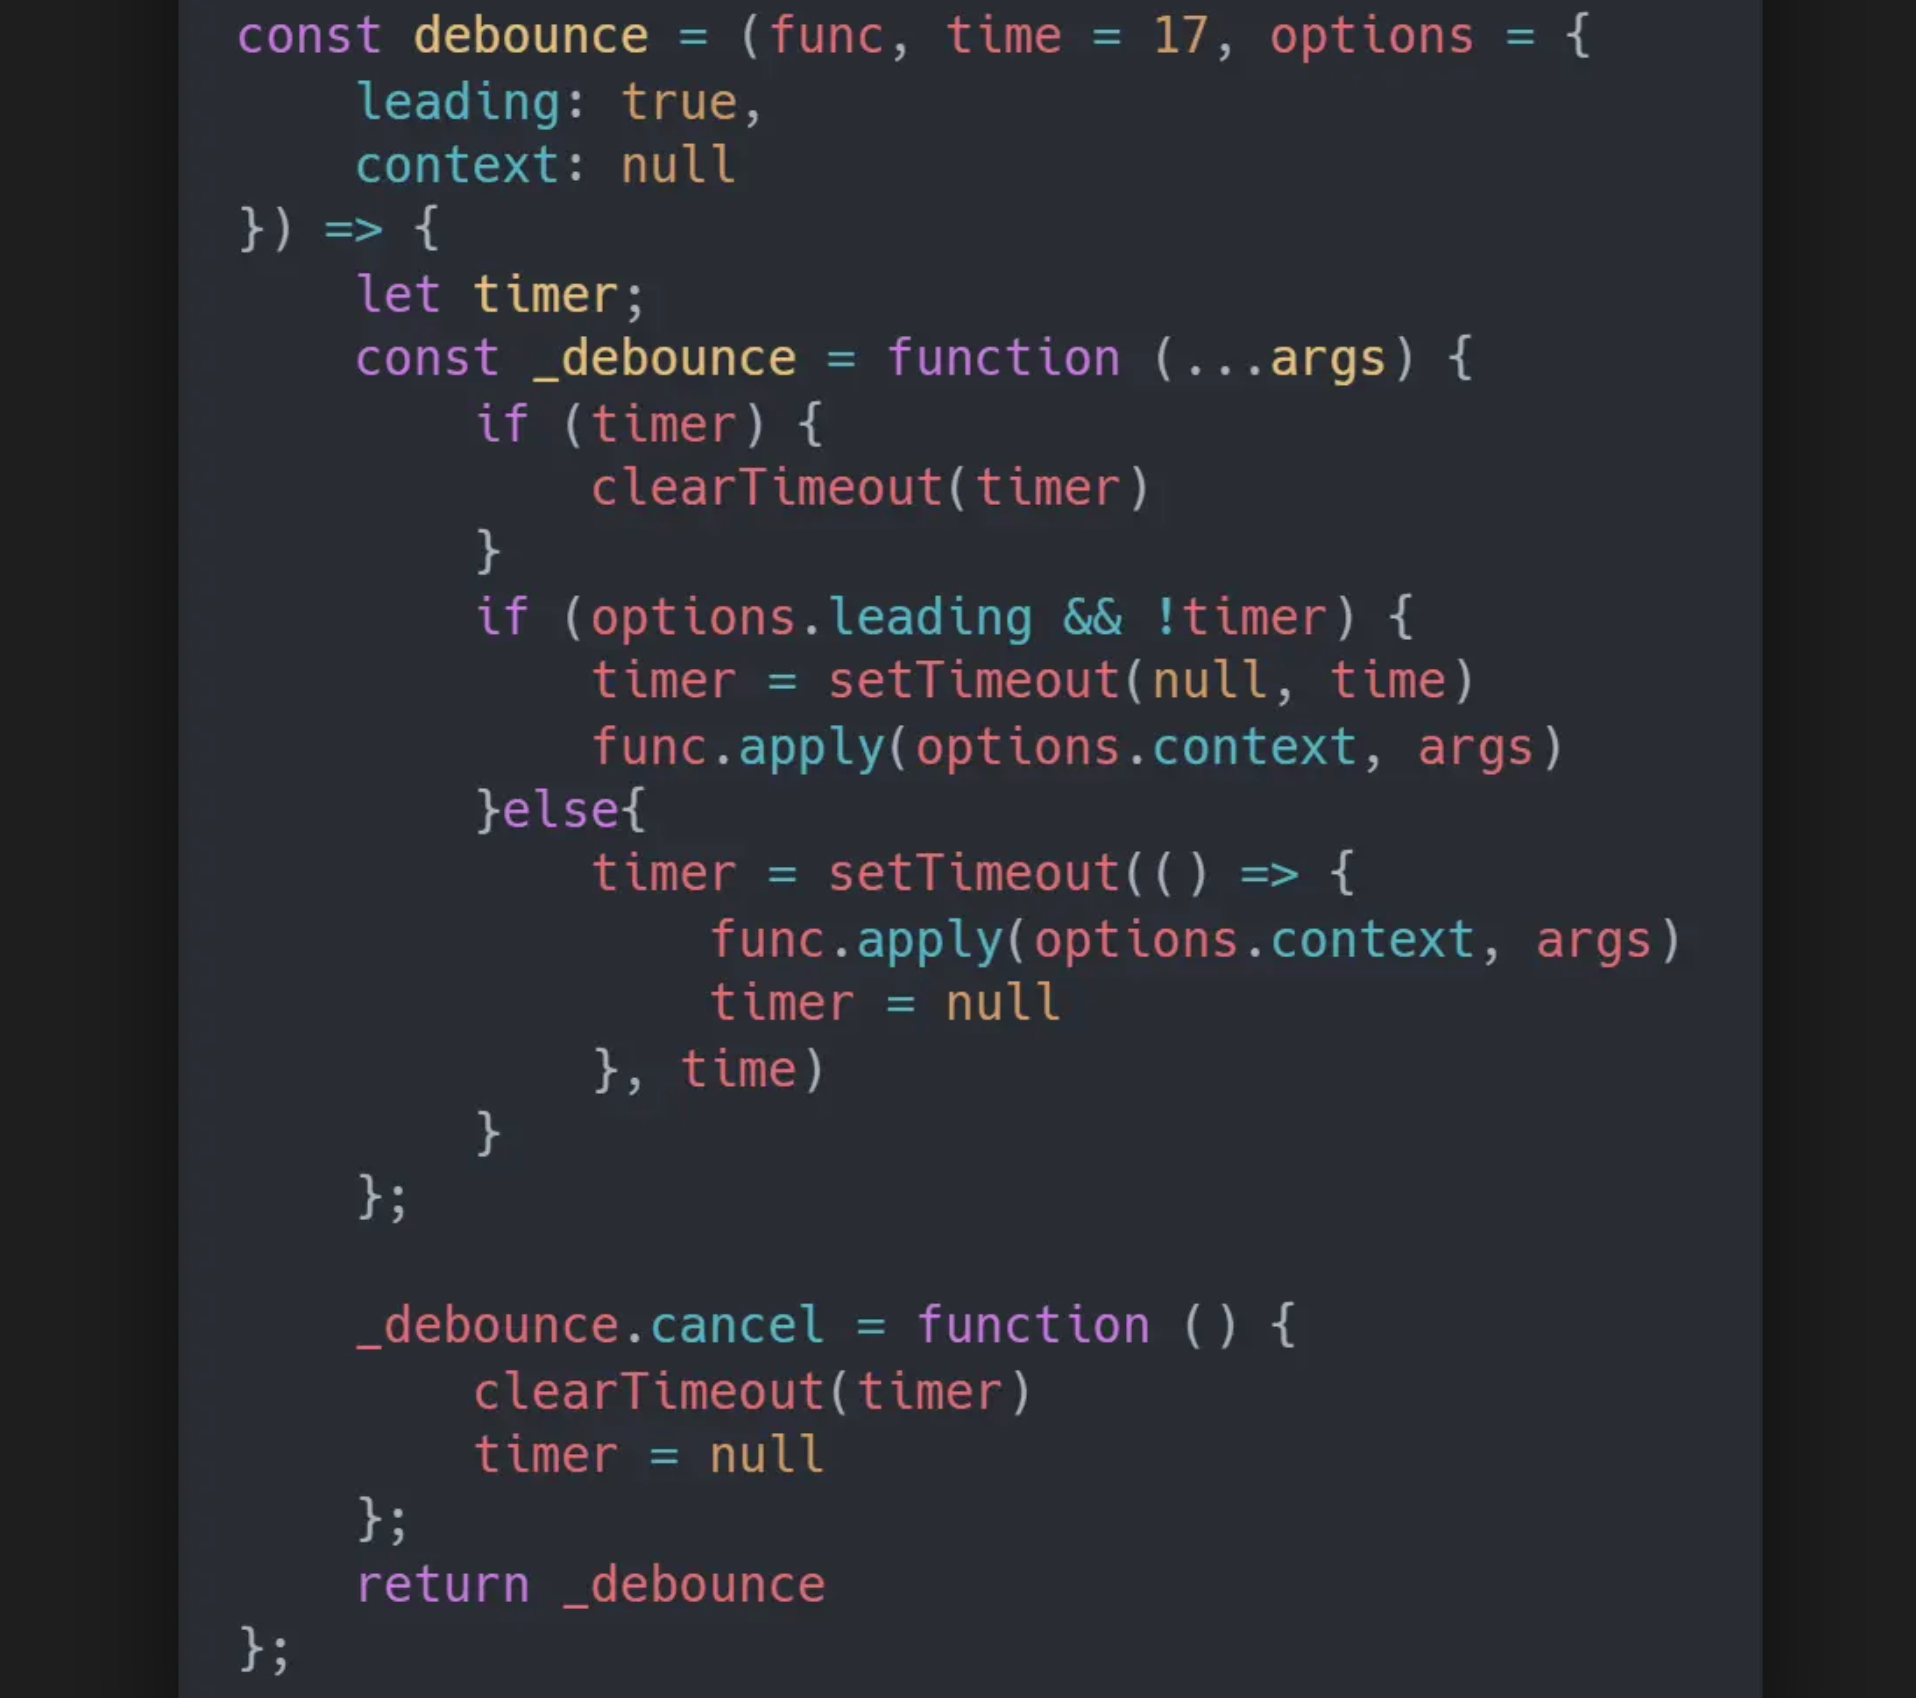 const debounce = (func, time = 17, options = {
    leading: true,
    context: null
}) => {
    let timer;
    const _debounce = function (...args) {
        if (timer) {
            clearTimeout(timer)
        }
        if (options.leading && !timer) {
            timer = setTimeout(null, time)
            func.apply(options.context, args)
        }else{
            timer = setTimeout(() => {
                func.apply(options.context, args)
                timer = null
            }, time)
        }
    };

    _debounce.cancel = function () {
        clearTimeout(timer)
        timer = null
    };
    return _debounce
};